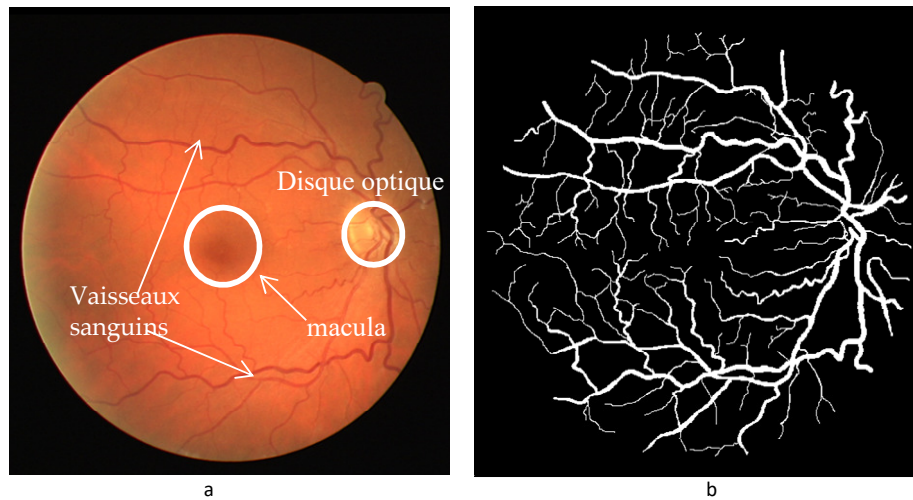 Disque optique
Vaisseaux
sanguins
macula
a
b